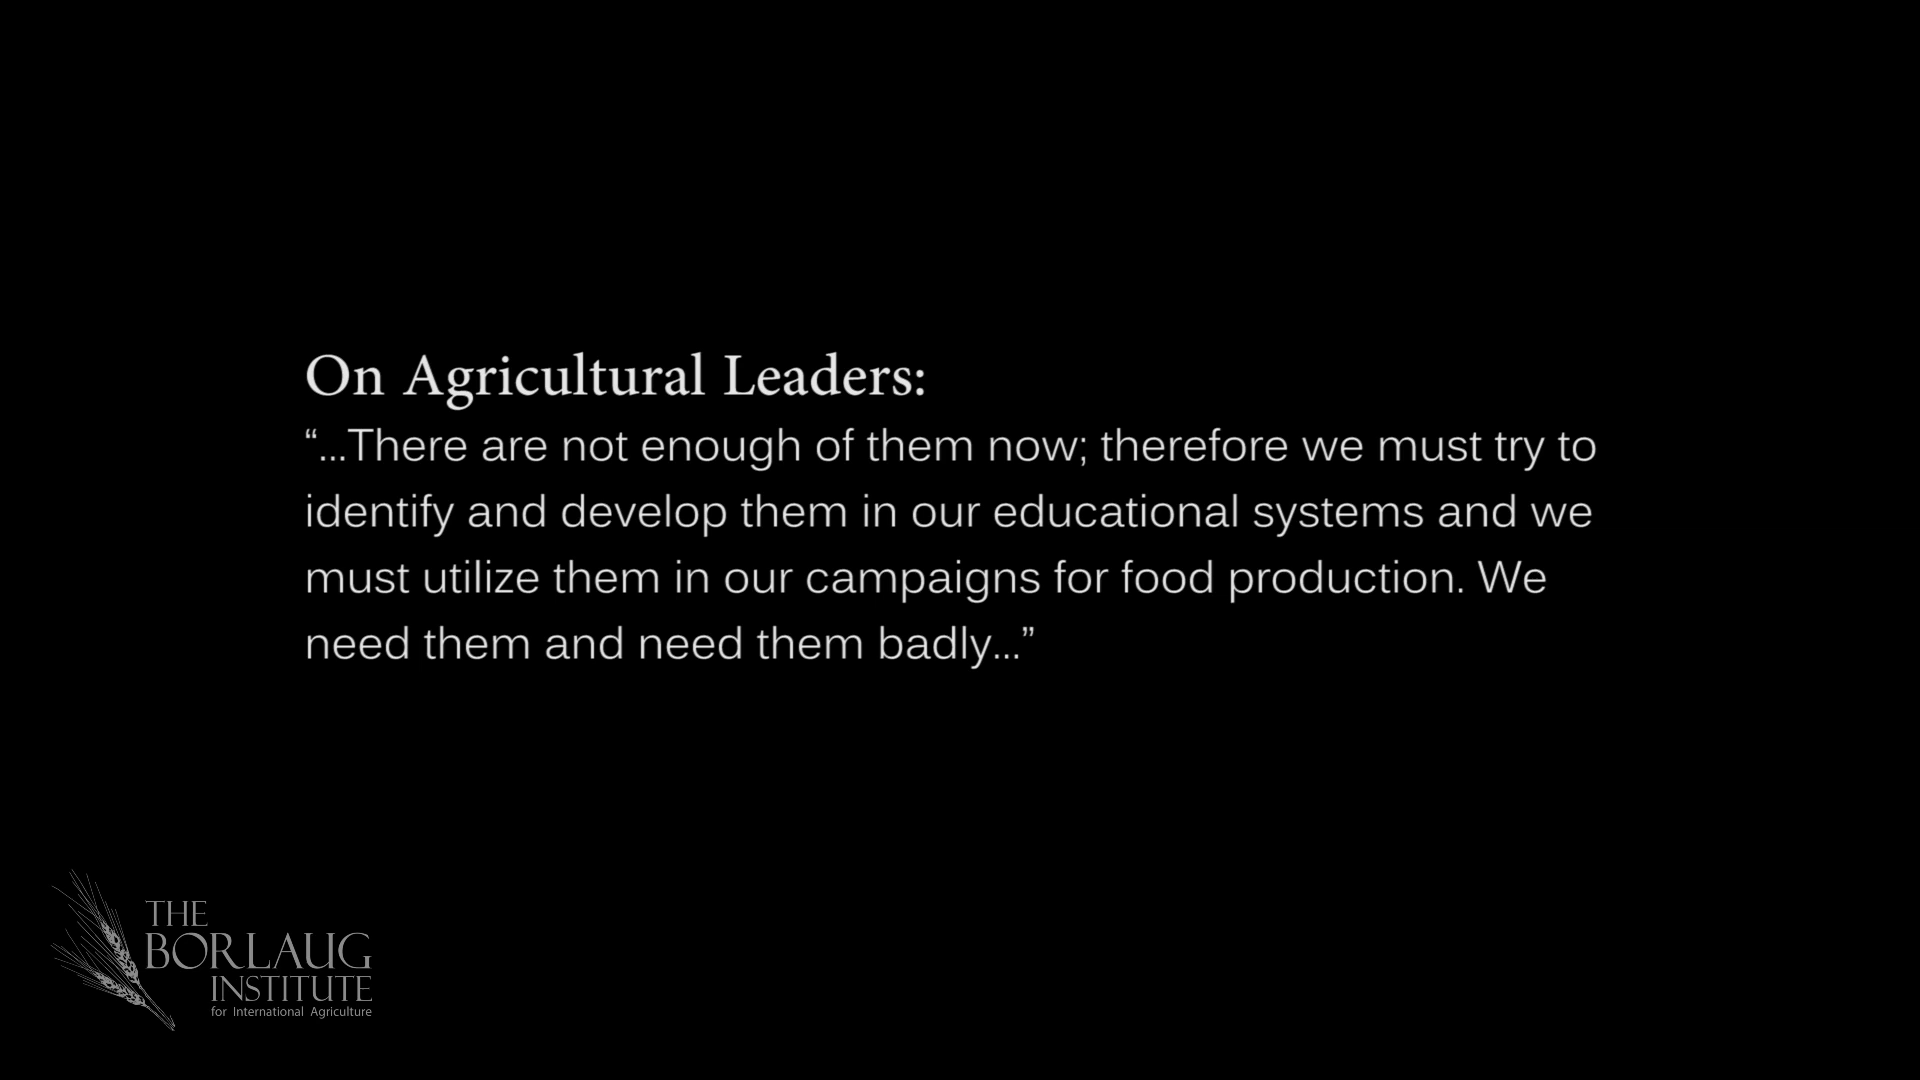 On Agricultural Leaders:
“...There are not enough of them now; therefore we must try to
identify and develop them in our educational systems and we
must utilize them in our campaigns for food production. We
need them and need them badly...”
THE
BORLAUG
INSTITUTE
for International Agriculture